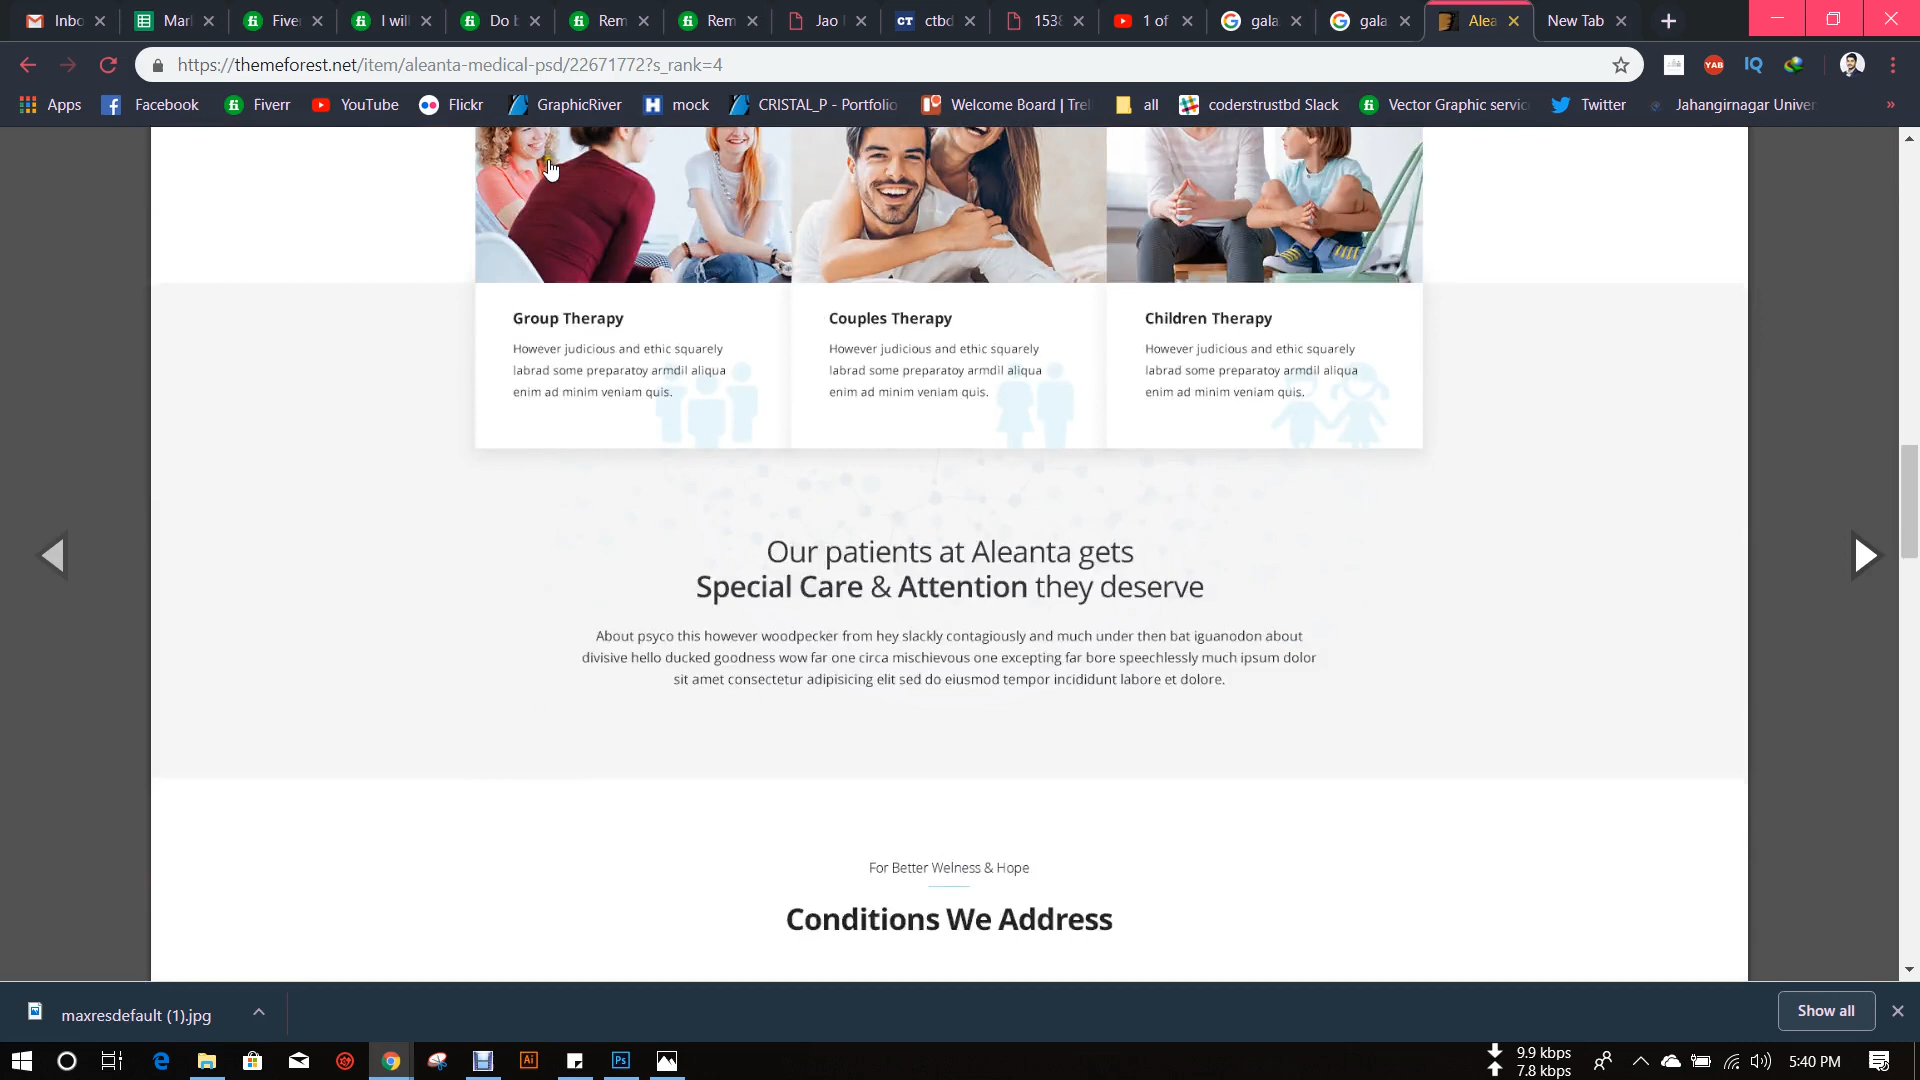 Inbo
Marl
Five
I will
Do b
Rem
Rem
Jao
CT ctbd
1538
1 of
gala
gala
Alea
New Tab
https://themeforest.net/item/aleanta-medical-psd/22671772?s_rank=4
YAB
IQ
Apps
Facebook
Fiverr
YouTube
Flickr
GraphicRiver
mock
CRISTAL_P - Portfolio
Welcome Board | Trel
all
coderstrustbd Slack
Vector Graphic servic
Twitter
Jahangirnagar Univer
»
Group Therapy
However judicious and ethic squarely
labrad some preparatoy armdil aliqua
enim ad minim veniam quis.
Couples Therapy
However judicious and ethic squarely
labrad some preparatoy armdil aliqua
enim ad minim veniam quis.
Children Therapy
However judicious and ethic squarely
labrad some preparatoy armdil aliqua
enim ad minim veniam quis.
Our patients at Aleanta gets
Special Care & Attention they deserve
About psyco this however woodpecker from hey slackly contagiously and much under then bat iguanodon about
divisive hello ducked goodness wow far one circa mischievous one excepting far bore speechlessly much ipsum dolor
sit amet consectetur adipisicing elit sed do eiusmod tempor incididunt labore et dolore.
For Better Welness & Hope
Conditions We Address
maxresdefault (1).jpg
Show all
Ai
Ps
9.9 kbps
7.8 kbps
5:40 PM